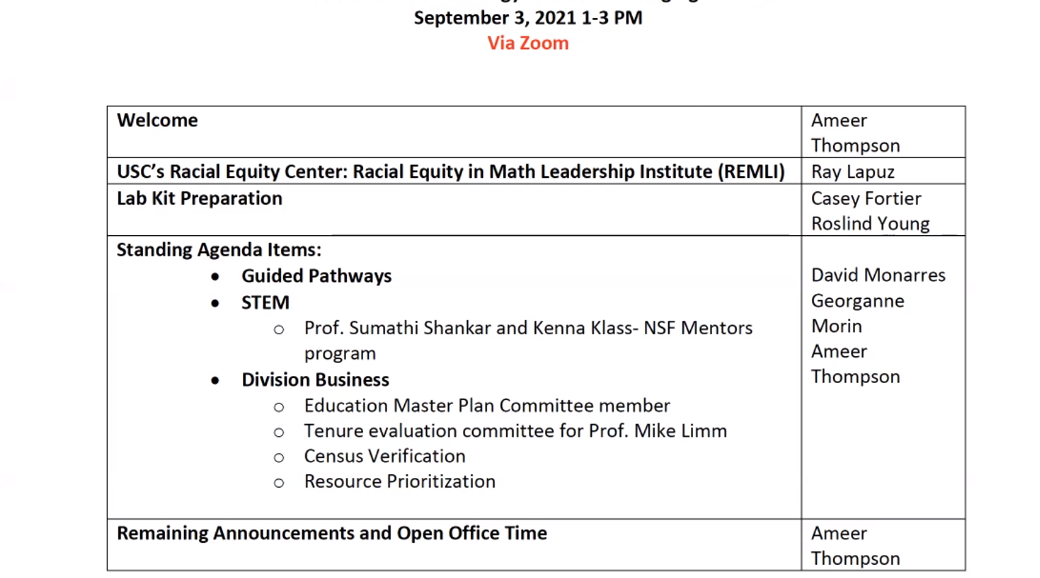 September 3, 2021 1-3 PM
Via Zoom
Welcome
Ameer
Thompson
USC's Racial Equity Center: Racial Equity in Math Leadership Institute (REMLI)
Ray Lapuz
Lab Kit Preparation
Casey Fortier
Roslind Young
Standing Agenda Items:
• Guided Pathways
• STEM
o Prof. Sumathi Shankar and Kenna Klass- NSF Mentors
program
• Division Business
o Education Master Plan Committee member
o Tenure evaluation committee for Prof. Mike Limm
o Census Verification
o Resource Prioritization
David Monarres
Georganne
Morin
Ameer
Thompson
Remaining Announcements and Open Office Time
Ameer
Thompson